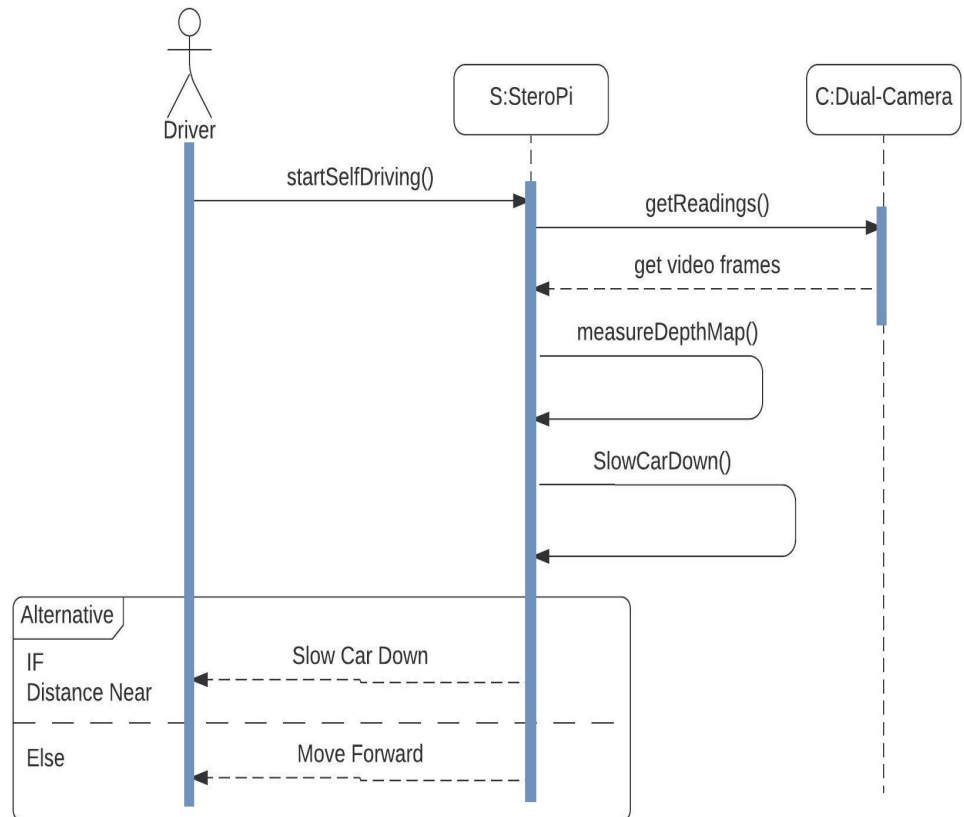 Driver
S:SteroPi
C:Dual-Camera
startSelfDriving()
getReadings()
get video frames
measureDepthMap()
SlowCarDown()
Alternative
IF
Distance Near
Slow Car Down
Else
Move Forward